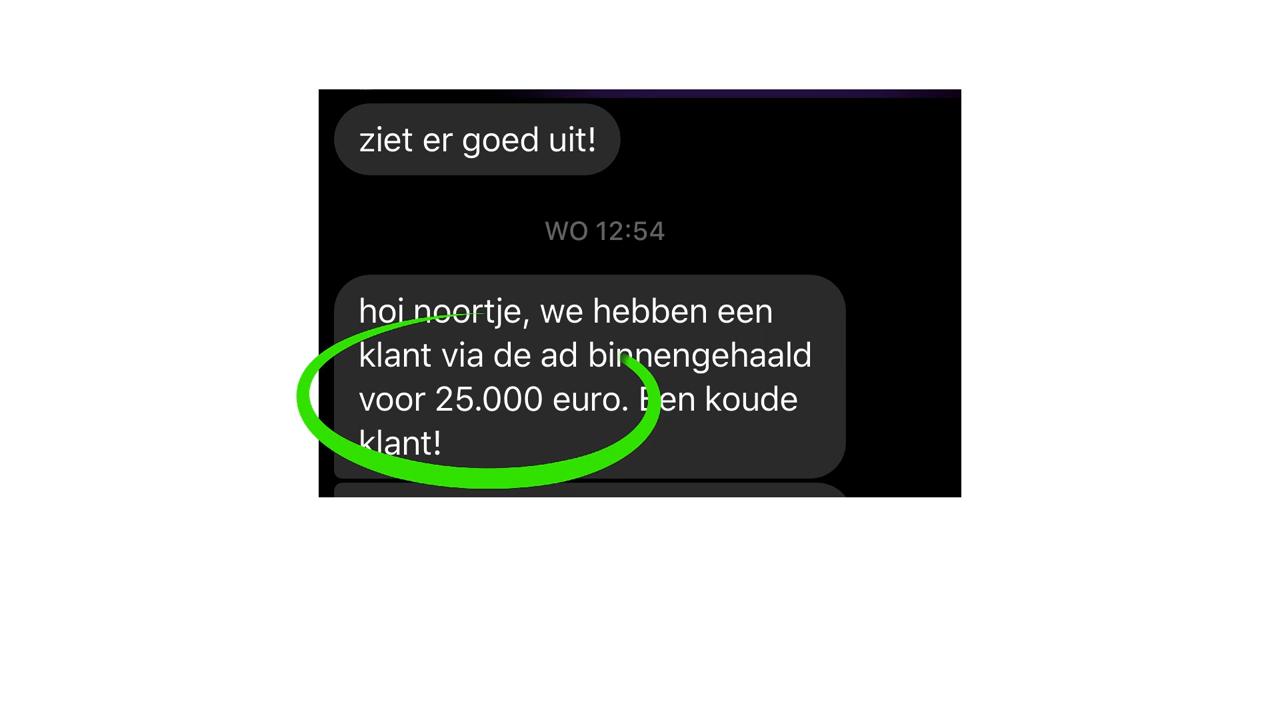 ziet er goed uit!
WO 12:54
hoi noortje, we hebben een
klant via de ad binnengehaald
voor 25.000 euro. Een koude
klant!